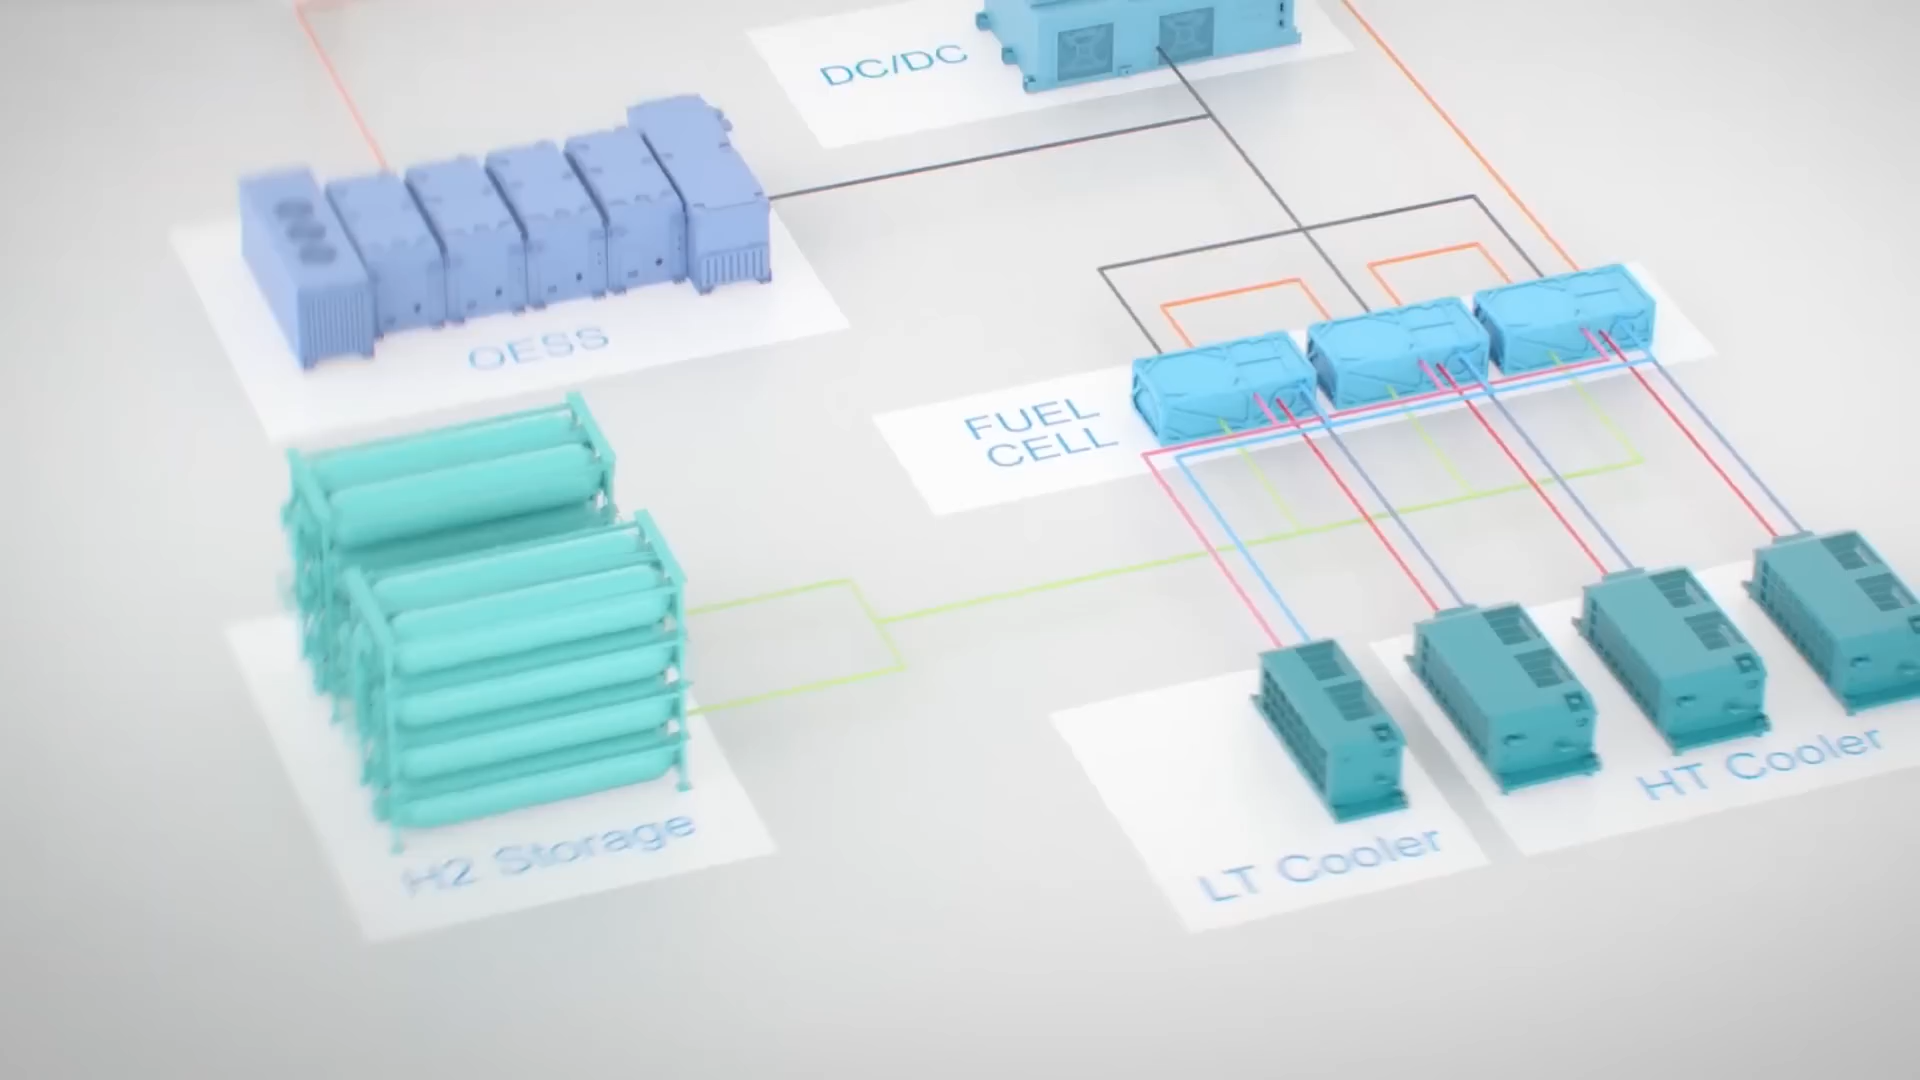 DC/DC
OESS
FUEL
CELL
H2 Storage
LT Cooler
HT Cooler